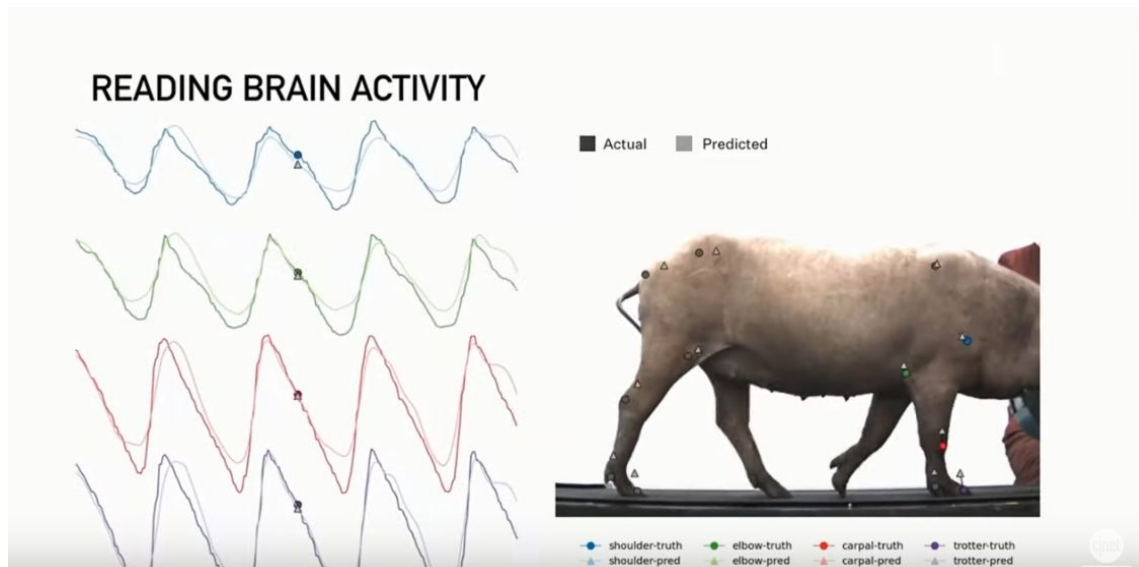 READING BRAIN ACTIVITY
Actual
Predicted
shoulder-truth
elbow-truth
carpal-truth
trotter-truth
shoulder-pred
elbow-pred
carpal-pred
trotter-pred